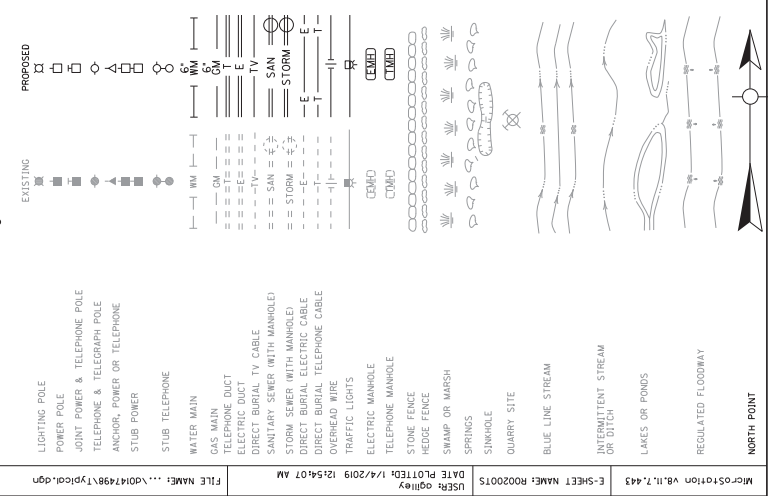 PROPOSED
EXISTING
LIGHTING POLE
POWER POLE
JOINT POWER & TELEPHONE POLE
TELEPHONE & TELEGRAPH POLE
ANCHOR, POWER OR TELEPHONE
STUB POWER
STUB TELEPHONE
WATER MAIN
WM
6"
WM
GAS MAIN
GM
6"
GM
TELEPHONE DUCT
T
T
ELECTRIC DUCT
E
E
DIRECT BURIAL TV CABLE
TV
TV
SANITARY SEWER (WITH MANHOLE)
SAN
SAN
STORM SEWER (WITH MANHOLE)
STORM
STORM
DIRECT BURIAL ELECTRIC CABLE
E
E
E
DIRECT BURIAL TELEPHONE CABLE
T
T
T
OVERHEAD WIRE
TRAFFIC LIGHTS
ELECTRIC MANHOLE
EMH
EMH
TELEPHONE MANHOLE
TMH
TMH
STONE FENCE
HEDGE FENCE
SWAMP OR MARSH
SPRINGS
SINKHOLE
QUARRY SITE
BLUE LINE STREAM
INTERMITTENT STREAM
OR DITCH
LAKES OR PONDS
REGULATED FLOODWAY
NORTH POINT
MicroStation v8.11.7.443
E-SHEET NAME: R00200TS
USER: agilley
DATE PLOTTED: 11/4/2019 12:54:07 AM
FILE NAME: ...\d0147498\Typical.dgn